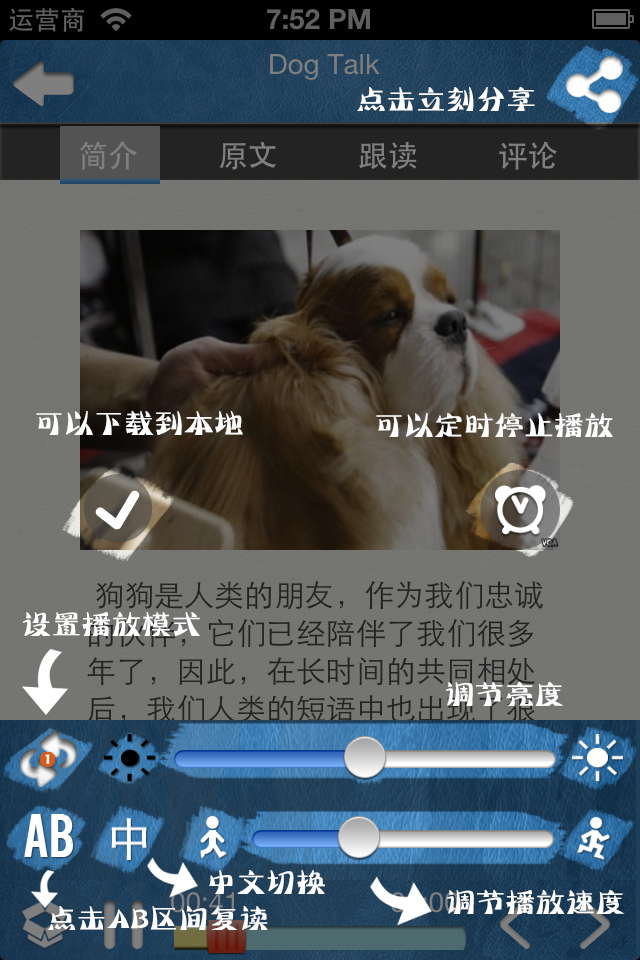 运营商 7:52 PM
Dog Talk
点击立刻分享
简介 原文 跟读 评论
可以下载到本地 可以定时停止播放
VOA
狗狗是人类的朋友，作为我们忠诚
设置播放模式
的伙伴，它们已经陪伴了我们很多
年了，因此，在长时间的共同相处
调节亮度
后，我们人类的短语中也出现了很
1
AB 中
中文切换
00:41
调节播放速度
点击AB区间复读